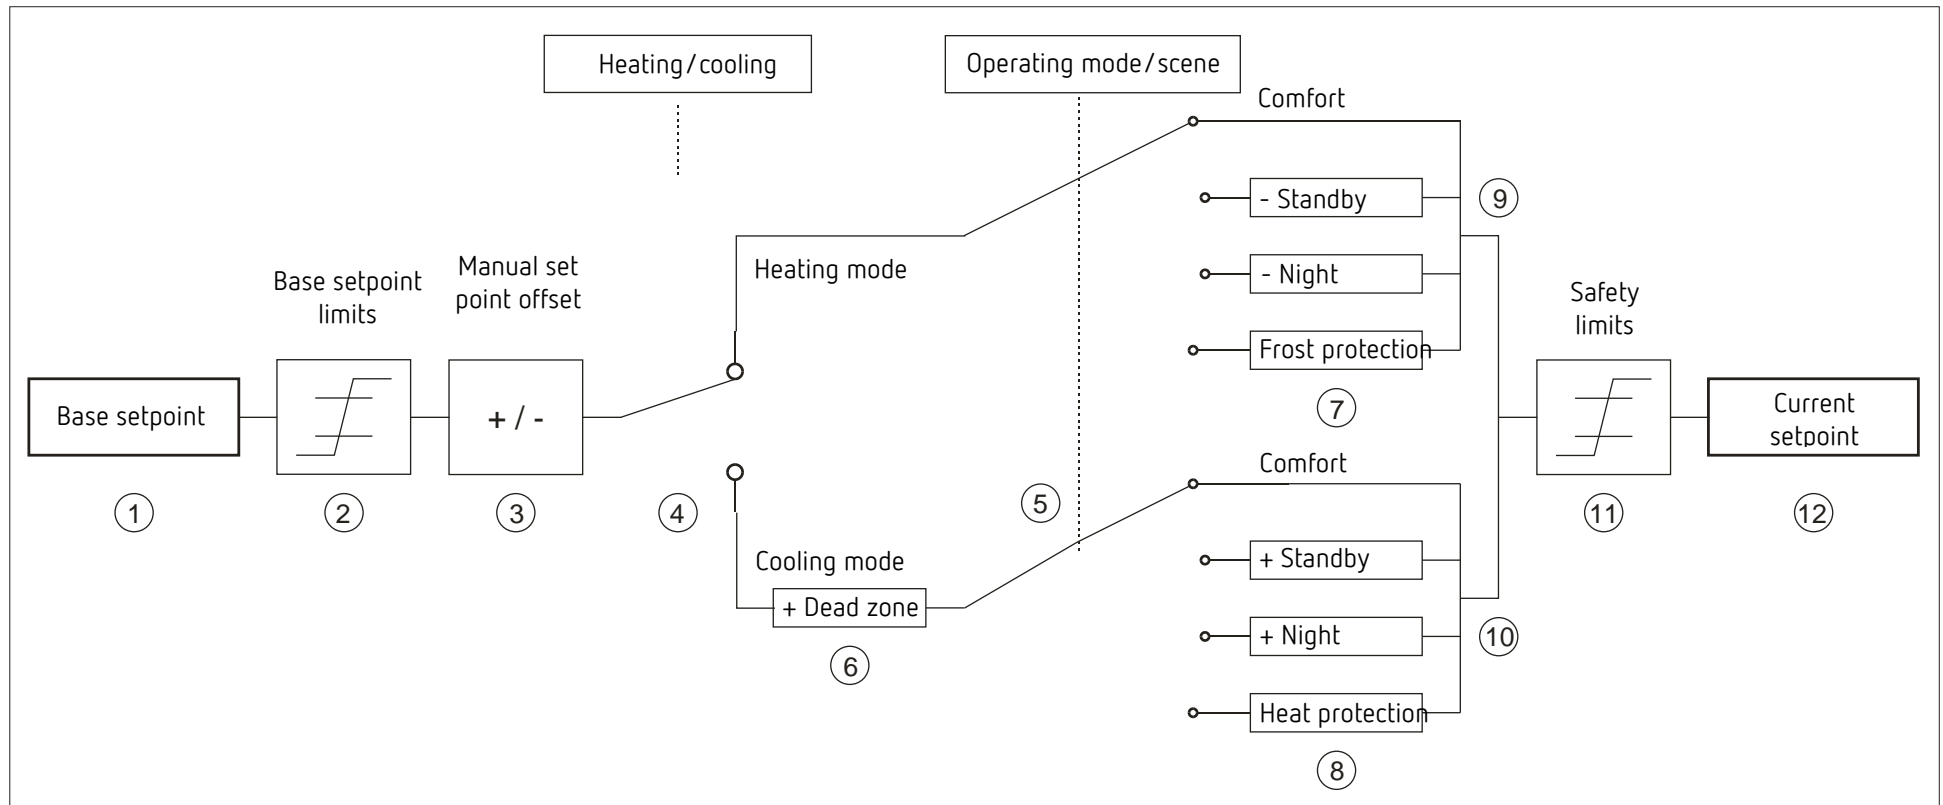 Heating/cooling
Operating mode/scene
Comfort
- Standby
9
- Night
Heating mode
Frost protection
7
Base setpoint
limits
Manual set
point offset
Safety
limits
Base setpoint
+ / -
Current
setpoint
1
2
3
4
5
11
12
Comfort
Cooling mode
+ Dead zone
6
+ Standby
+ Night
10
Heat protection
8